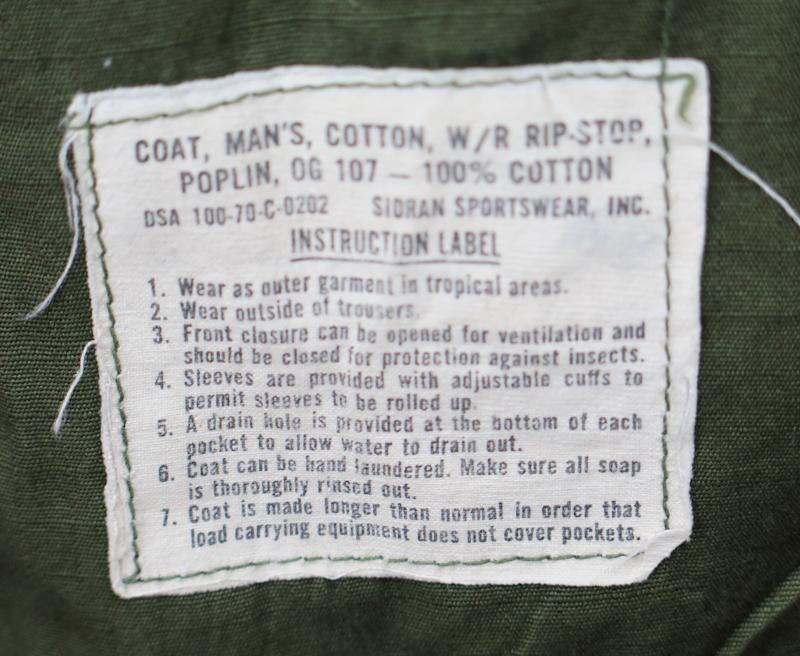 COAT, MAN'S, COTTON, W/R RIP-STOP,
POPLIN, OG 107 — 100% COTTON
DSA 100-70-C-0202 SIDRAN SPORTSWEAR, INC.
INSTRUCTION LABEL
1. Wear as outer garment in tropical areas.
2. Wear outside of trousers.
3. Front closure can be opened for ventilation and
should be closed for protection against insects.
4. Sleeves are provided with adjustable cuffs to
permit sleeves to be rolled up.
5. A drain hole is provided at the bottom of each
pocket to allow water to drain out.
6. Coat can be hand laundered. Make sure all soap
is thoroughly rinsed out.
7. Coat is made longer than normal in order that
load carrying equipment does not cover pockets.